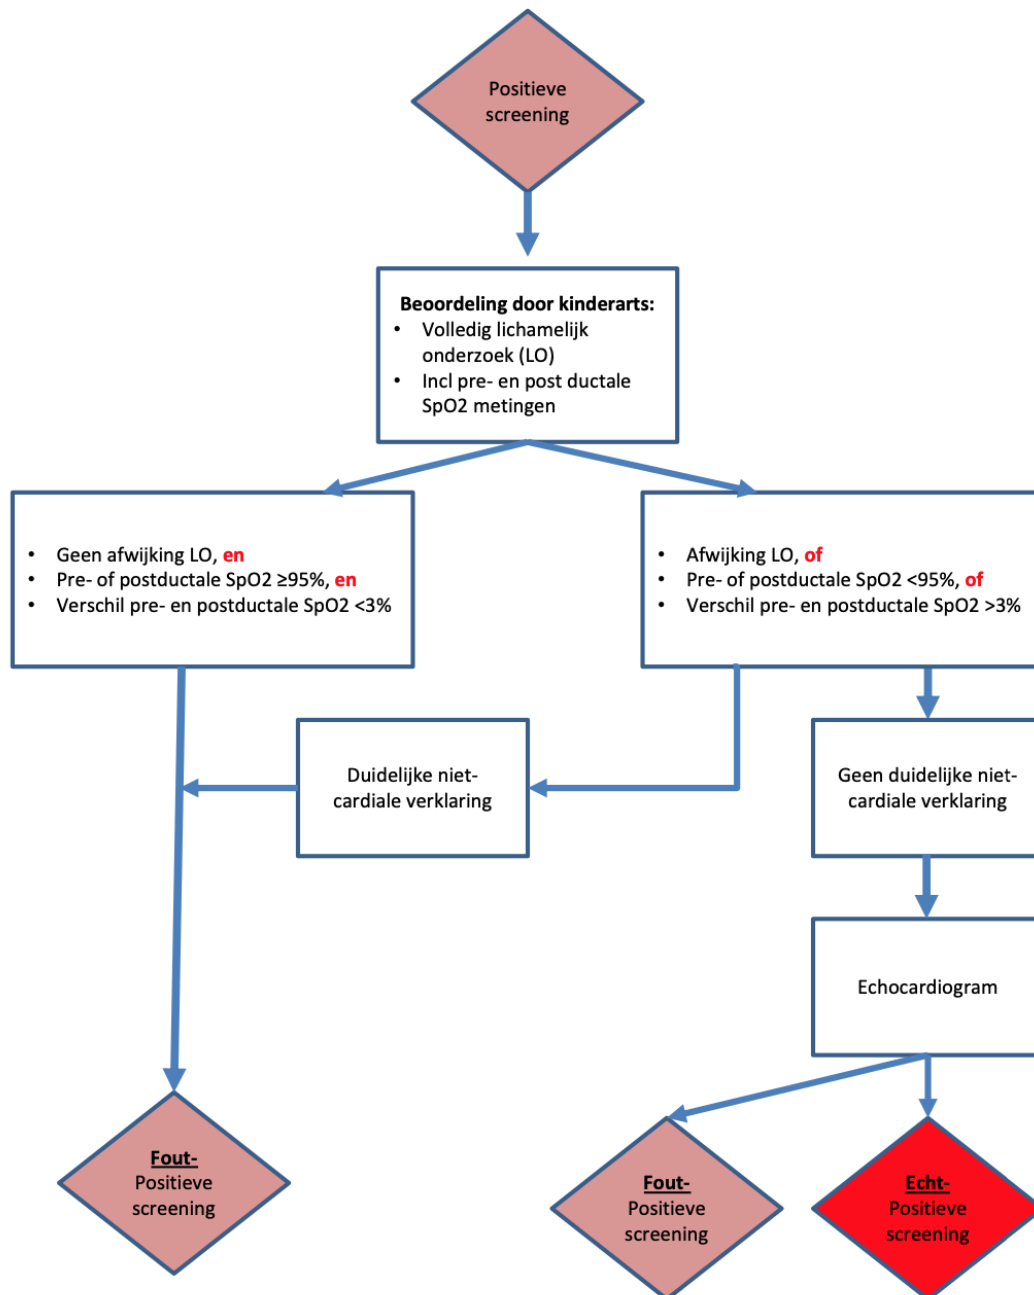 Positieve
screening
Beoordeling door kinderarts:
• Volledig lichamelijk
onderzoek (LO)
• Incl pre- en post ductale
SpO2 metingen
• Geen afwijking LO, en
• Pre- of postductale SpO2 ≥95%, en
• Verschil pre- en postductale SpO2 <3%
• Afwijking LO, of
• Pre- of postductale SpO2 <95%, of
• Verschil pre- en postductale SpO2 >3%
Duidelijke niet-
cardiale verklaring
Geen duidelijke niet-
cardiale verklaring
Echocardiogram
Fout-
Positieve
screening
Fout-
Positieve
screening
Echt-
Positieve
screening